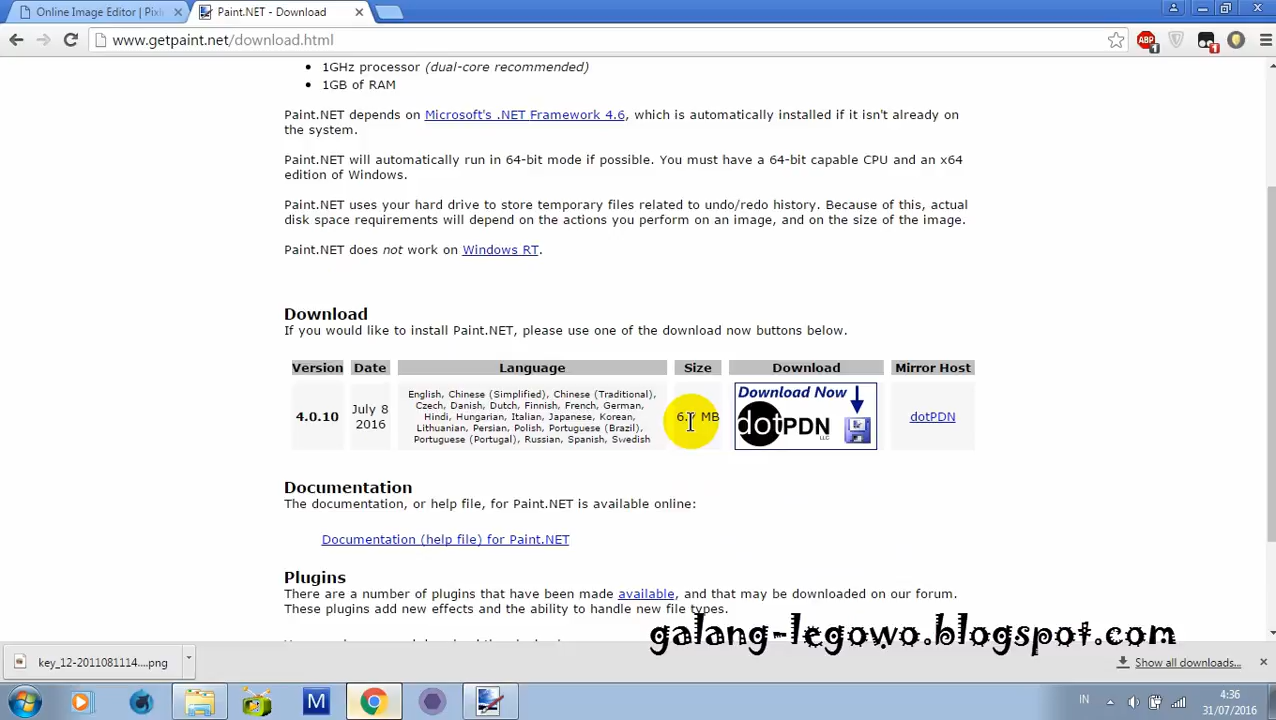 Online Image Editor | Pixl
Paint.NET - Download
www.getpaint.net/download.html
ABP
1
1
1GHz processor (dual-core recommended)
1GB of RAM
Paint.NET depends on Microsoft's .NET Framework 4.6, which is automatically installed if it isn't already on
the system.
Paint.NET will automatically run in 64-bit mode if possible. You must have a 64-bit capable CPU and an x64
edition of Windows.
Paint.NET uses your hard drive to store temporary files related to undo/redo history. Because of this, actual
disk space requirements will depend on the actions you perform on an image, and on the size of the image.
Paint.NET does not work on Windows RT.
Download
If you would like to install Paint.NET, please use one of the download now buttons below.
Version Date Language Size Download Mirror Host
4.0.10
July 8
2016
English, Chinese (Simplified), Chinese (Traditional),
Czech, Danish, Dutch, Finnish, French, German,
Hindi, Hungarian, Italian, Japanese, Korean,
Lithuanian, Persian, Polish, Portuguese (Brazil),
Portuguese (Portugal), Russian, Spanish, Swedish
MB
Download Now
dotPDN
LLC
dotPDN
Documentation
The documentation, or help file, for Paint.NET is available online:
Documentation (help file) for Paint.NET
Plugins
There are a number of plugins that have been made available, and that may be downloaded on our forum.
These plugins add new effects and the ability to handle new file types.
galang-legowo.blogspot.com
key_12-2011081114....png
Show all downloads...
M
IN
4:36
31/07/2016